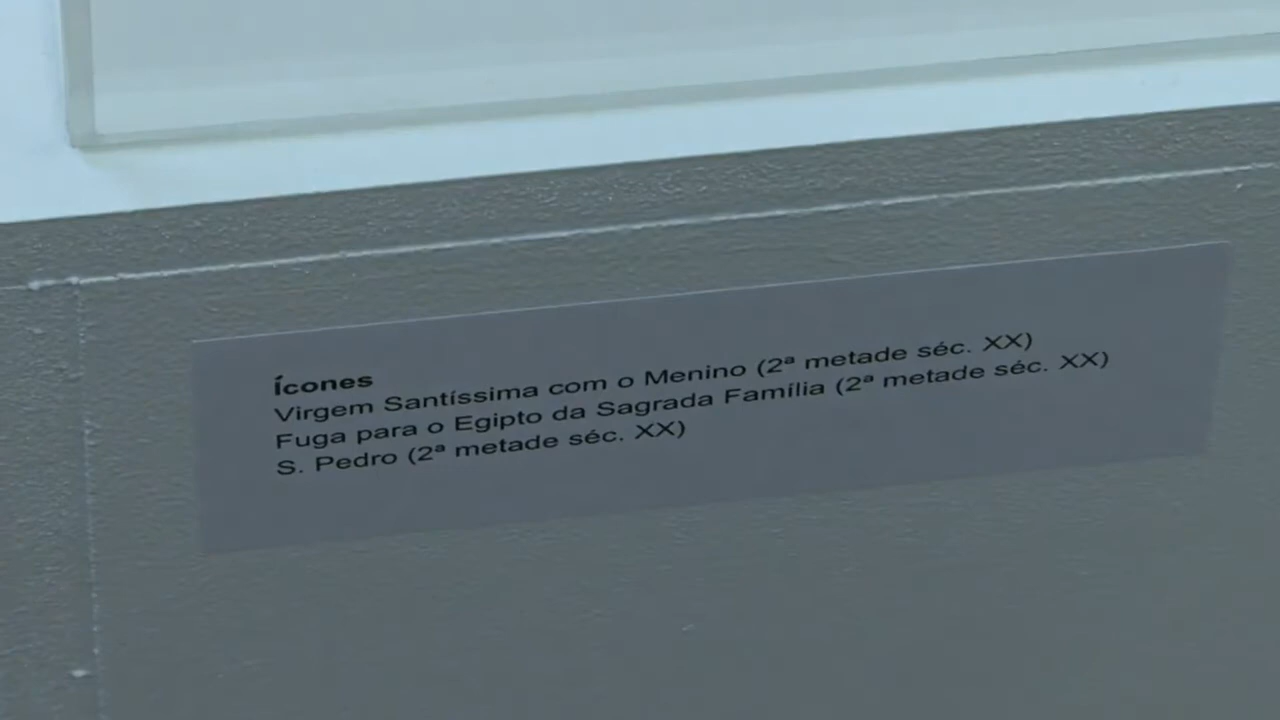 Ícones
Virgem Santíssima com o Menino (2ª metade séc. XX)
Fuga para o Egipto da Sagrada Família (2ª metade séc. XX)
S. Pedro (2ª metade séc. XX)